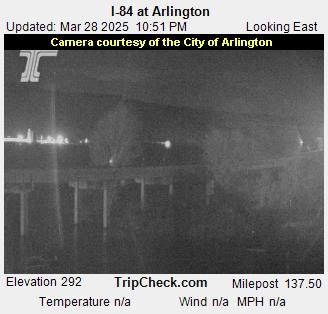 I-84 at Arlington
Updated: Mar 28 2025 10:51 PM Looking East
Camera courtesy of the City of Arlington
Elevation 292 TripCheck.com Milepost 137.50
Temperature n/a Wind n/a MPH n/a